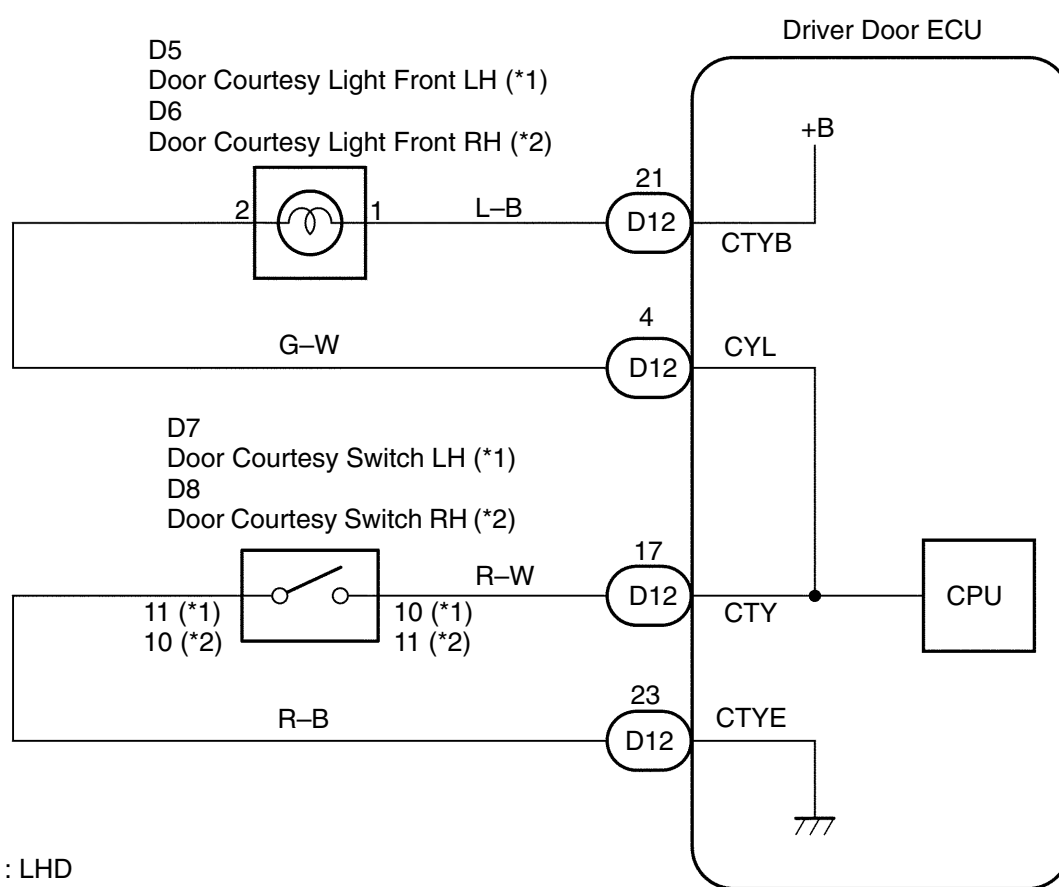 Driver Door ECU
D5
Door Courtesy Light Front LH (*1)
D6
Door Courtesy Light Front RH (*2)
+B
21
2
1
L–B
D12
CTYB
4
G–W
D12
CYL
D7
Door Courtesy Switch LH (*1)
D8
Door Courtesy Switch RH (*2)
17
R–W
11 (*1)
10 (*1)
D12
CTY
CPU
10 (*2)
11 (*2)
23
R–B
D12
CTYE
: LHD